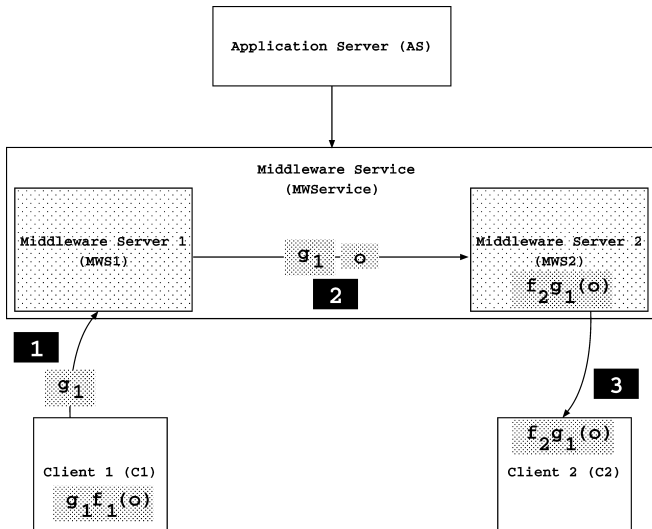 Application Server (AS)
Middleware Service
(MWService)
Middleware Server 1
(MWS1)
g1
o
2
Middleware Server 2
(MWS2)
f2g1(o)
1
g1
3
Client 1 (C1)
g1f1(o)
f2g1(o)
Client 2 (C2)